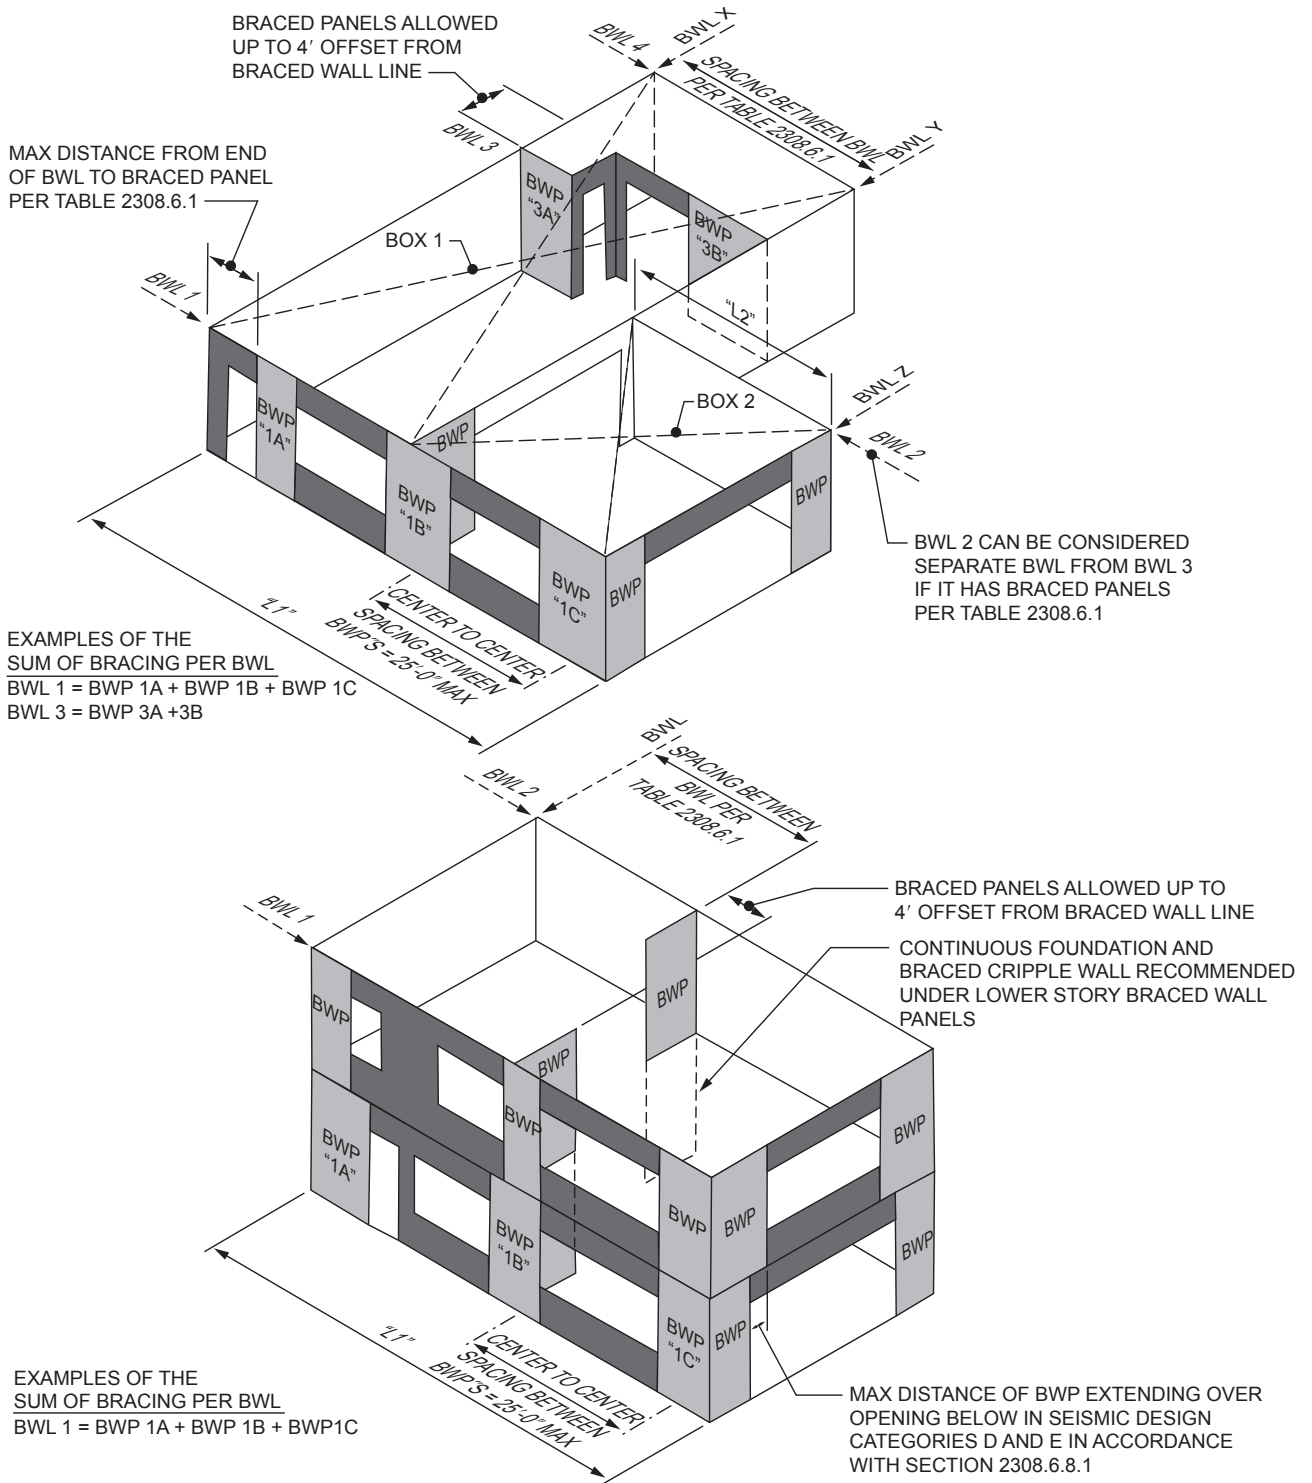 BRACED PANELS ALLOWED
UP TO 4′ OFFSET FROM
BRACED WALL LINE
BWL 4
BWL X
SPACING BETWEEN BWL
PER TABLE 2308.6.1
BWL Y
BWL 3
MAX DISTANCE FROM END
OF BWL TO BRACED PANEL
PER TABLE 2308.6.1
BWP
“3A”
BWP
“3B”
BOX 1
BWL 1
“L2”
BWL Z
BOX 2
BWL 2
BWP
“1A”
BWP
BWP
“1B”
BWP
BWP
“1C”
BWP
BWL 2 CAN BE CONSIDERED
SEPARATE BWL FROM BWL 3
IF IT HAS BRACED PANELS
PER TABLE 2308.6.1
“L1”
CENTER TO CENTER
SPACING BETWEEN
BWP”S = 25’-0” MAX
EXAMPLES OF THE
SUM OF BRACING PER BWL
BWL 1 = BWP 1A + BWP 1B + BWP 1C
BWL 3 = BWP 3A +3B
BWL
BWL 2
SPACING BETWEEN
BWL PER
TABLE 2308.6.1
BWL 1
BRACED PANELS ALLOWED UP TO
4′ OFFSET FROM BRACED WALL LINE
CONTINUOUS FOUNDATION AND
BRACED CRIPPLE WALL RECOMMENDED
UNDER LOWER STORY BRACED WALL
PANELS
BWP
BWP
BWP
BWP
BWP
BWP
BWP
BWP
“1A”
BWP
“1B”
BWP
“1C”
BWP
BWP
“L1”
CENTER TO CENTER
SPACING BETWEEN
BWP”S = 25’-0” MAX
EXAMPLES OF THE
SUM OF BRACING PER BWL
BWL 1 = BWP 1A + BWP 1B + BWP1C
MAX DISTANCE OF BWP EXTENDING OVER
OPENING BELOW IN SEISMIC DESIGN
CATEGORIES D AND E IN ACCORDANCE
WITH SECTION 2308.6.8.1